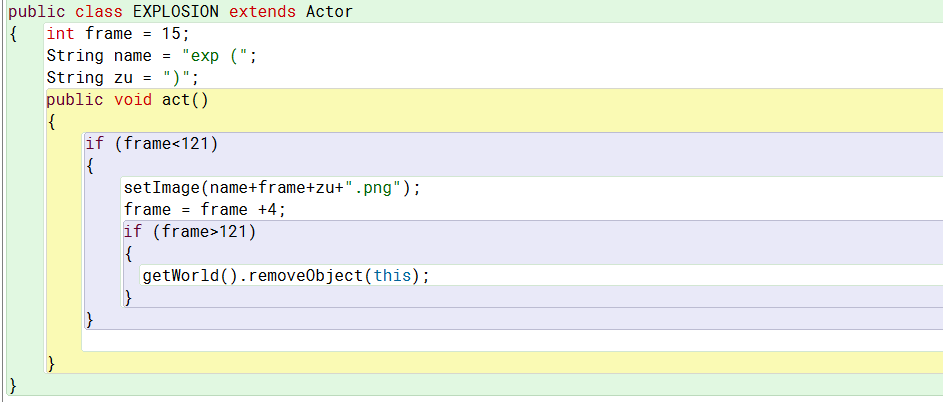 public class EXPLOSION extends Actor
{ int frame = 15;
String name = "exp (";
String zu = ")";
public void act()
{
if (frame<121)
{
setImage(name+frame+zu+".png");
frame = frame +4;
if (frame>121)
{
getWorld().removeObject(this);
}
}
}
}